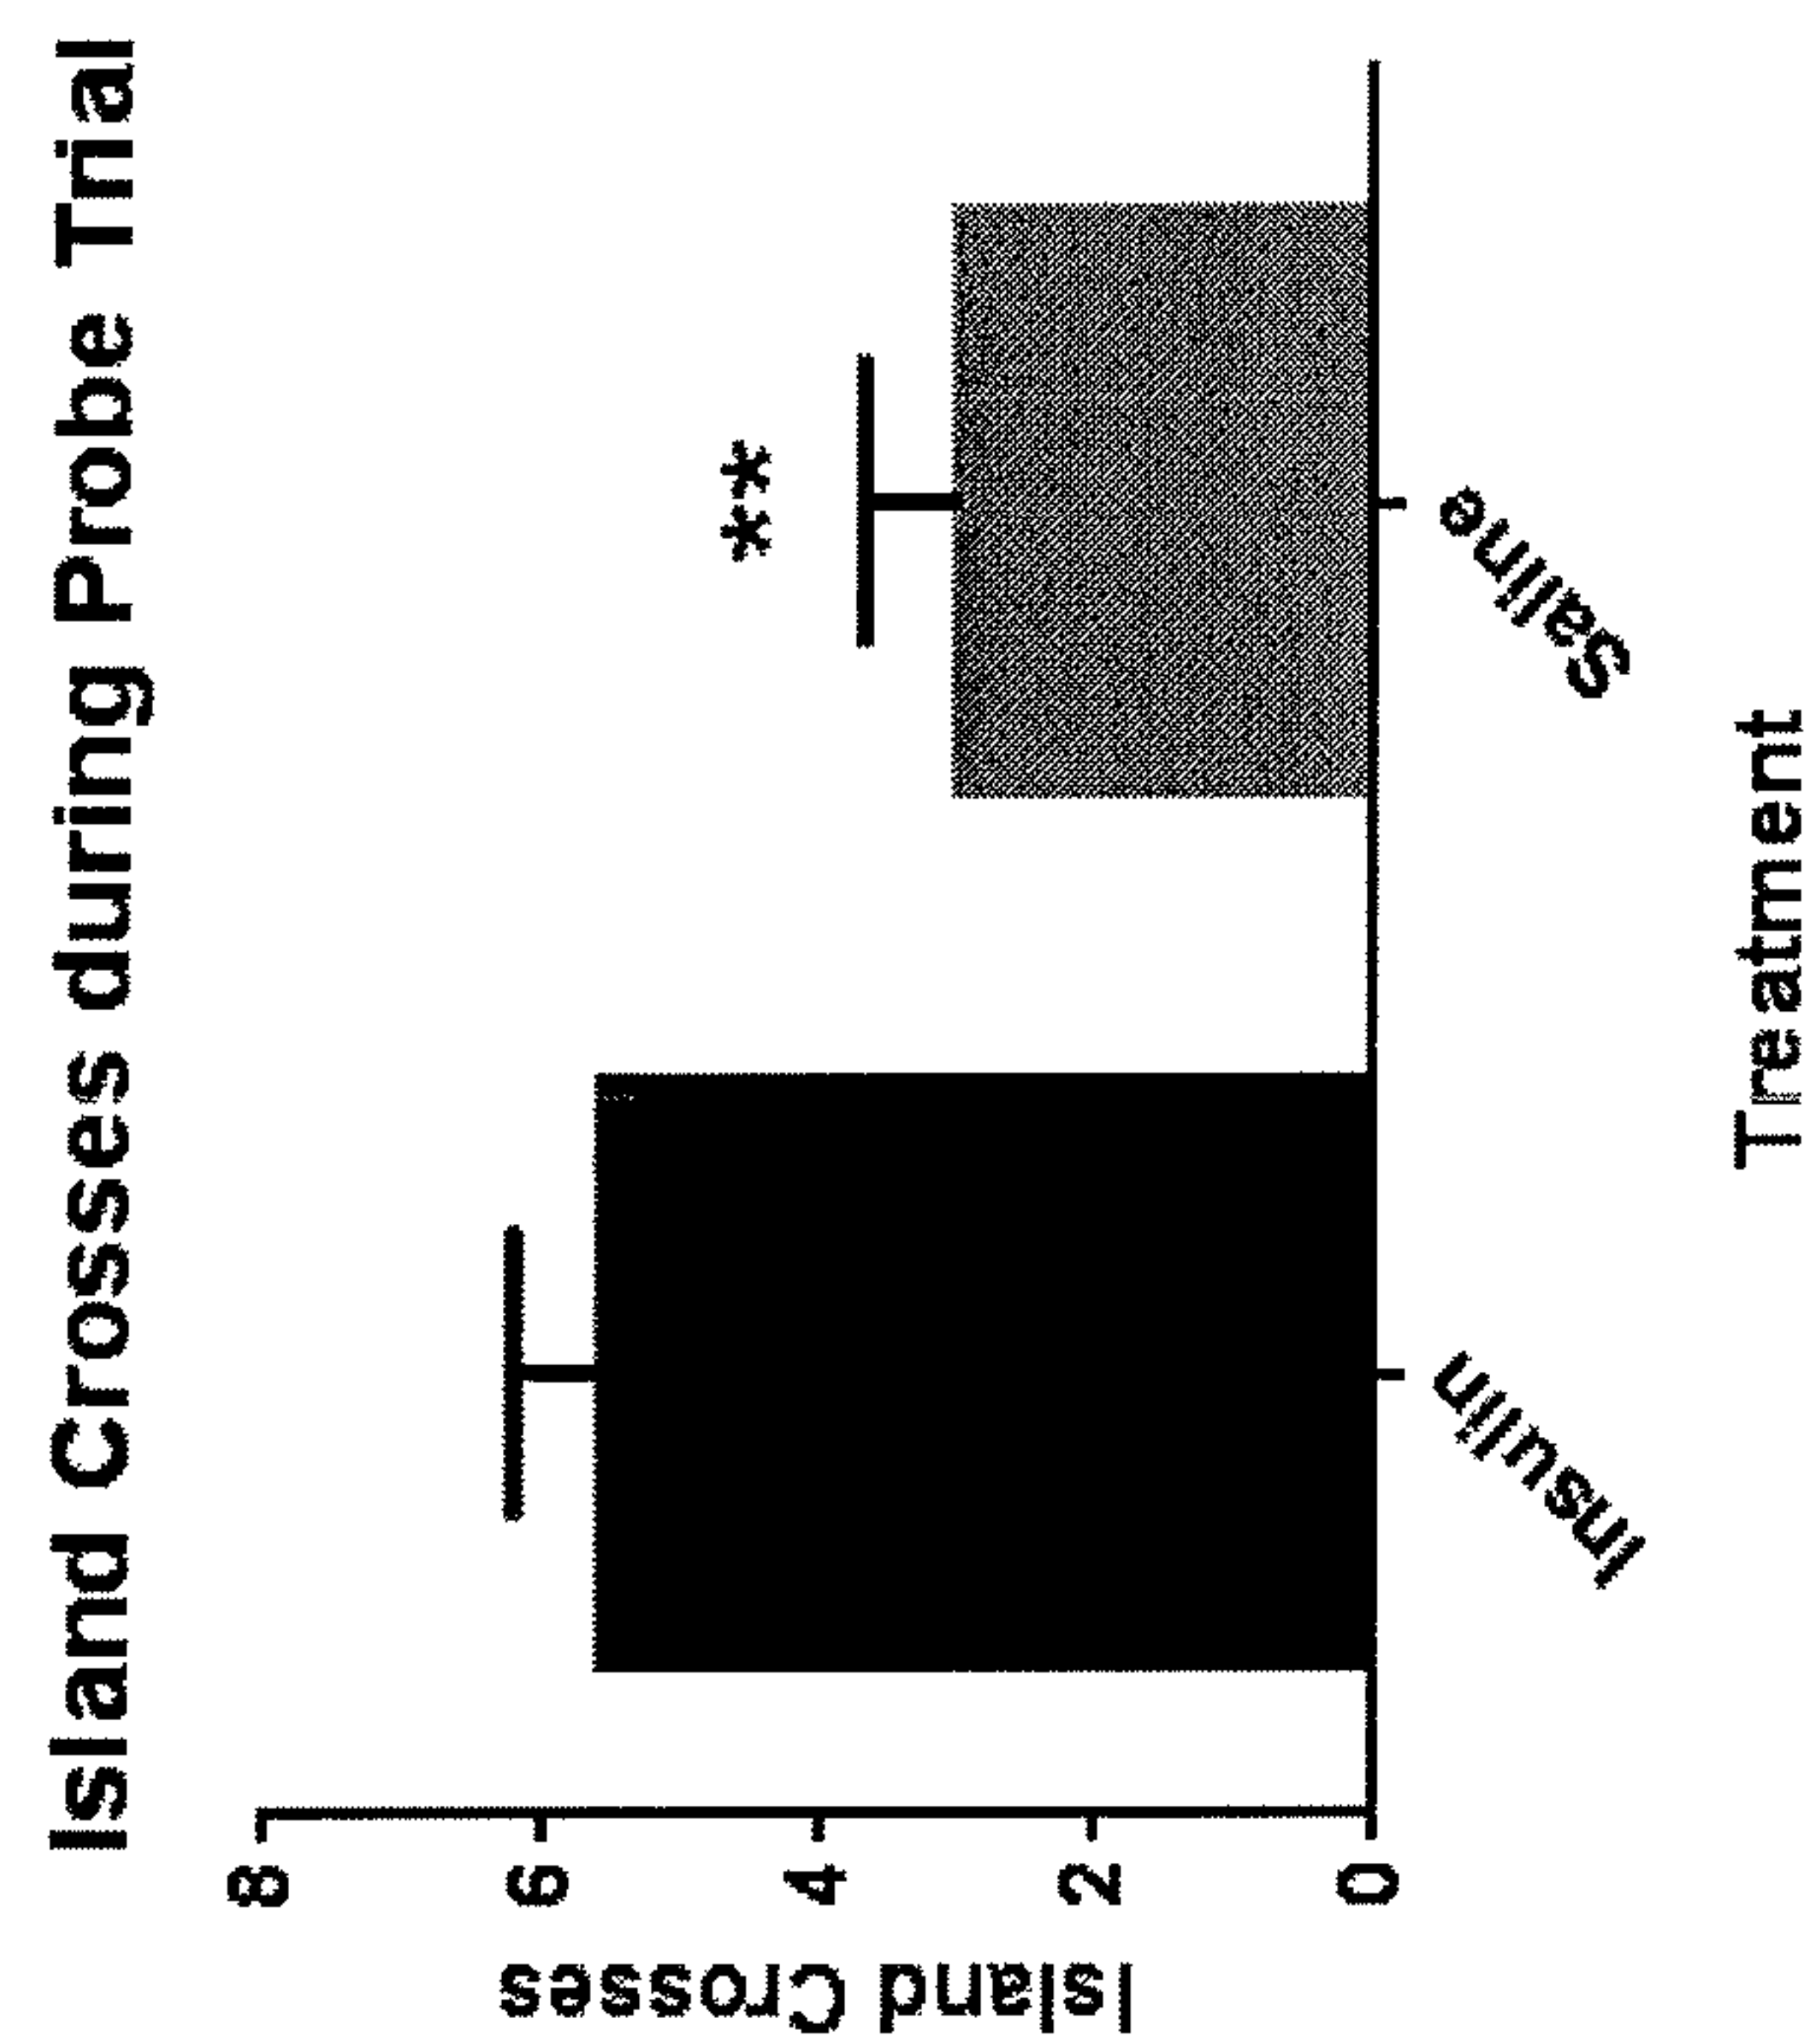 Island Crosses during Probe Trial
Island Crosses
8
6
4
2
0
**
Insulin
Saline
Treatment